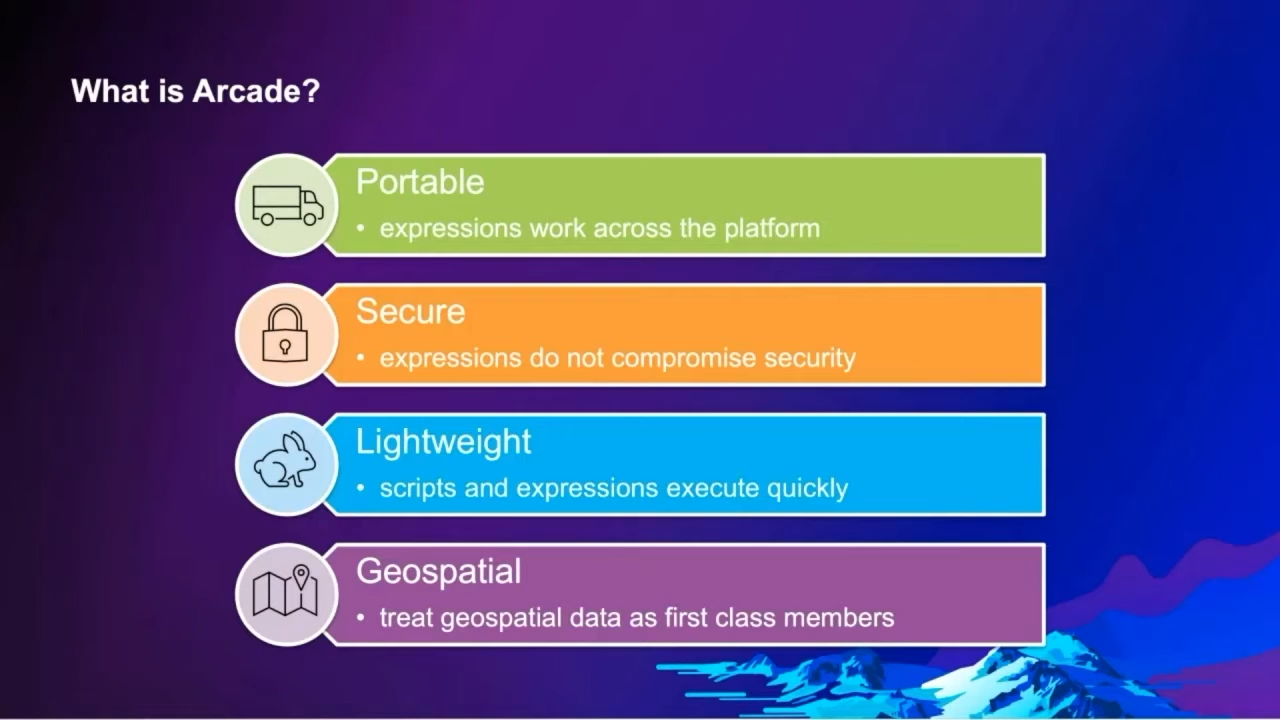 What is Arcade?
Portable
• expressions work across the platform
Secure
• expressions do not compromise security
Lightweight
• scripts and expressions execute quickly
Geospatial
• treat geospatial data as first class members